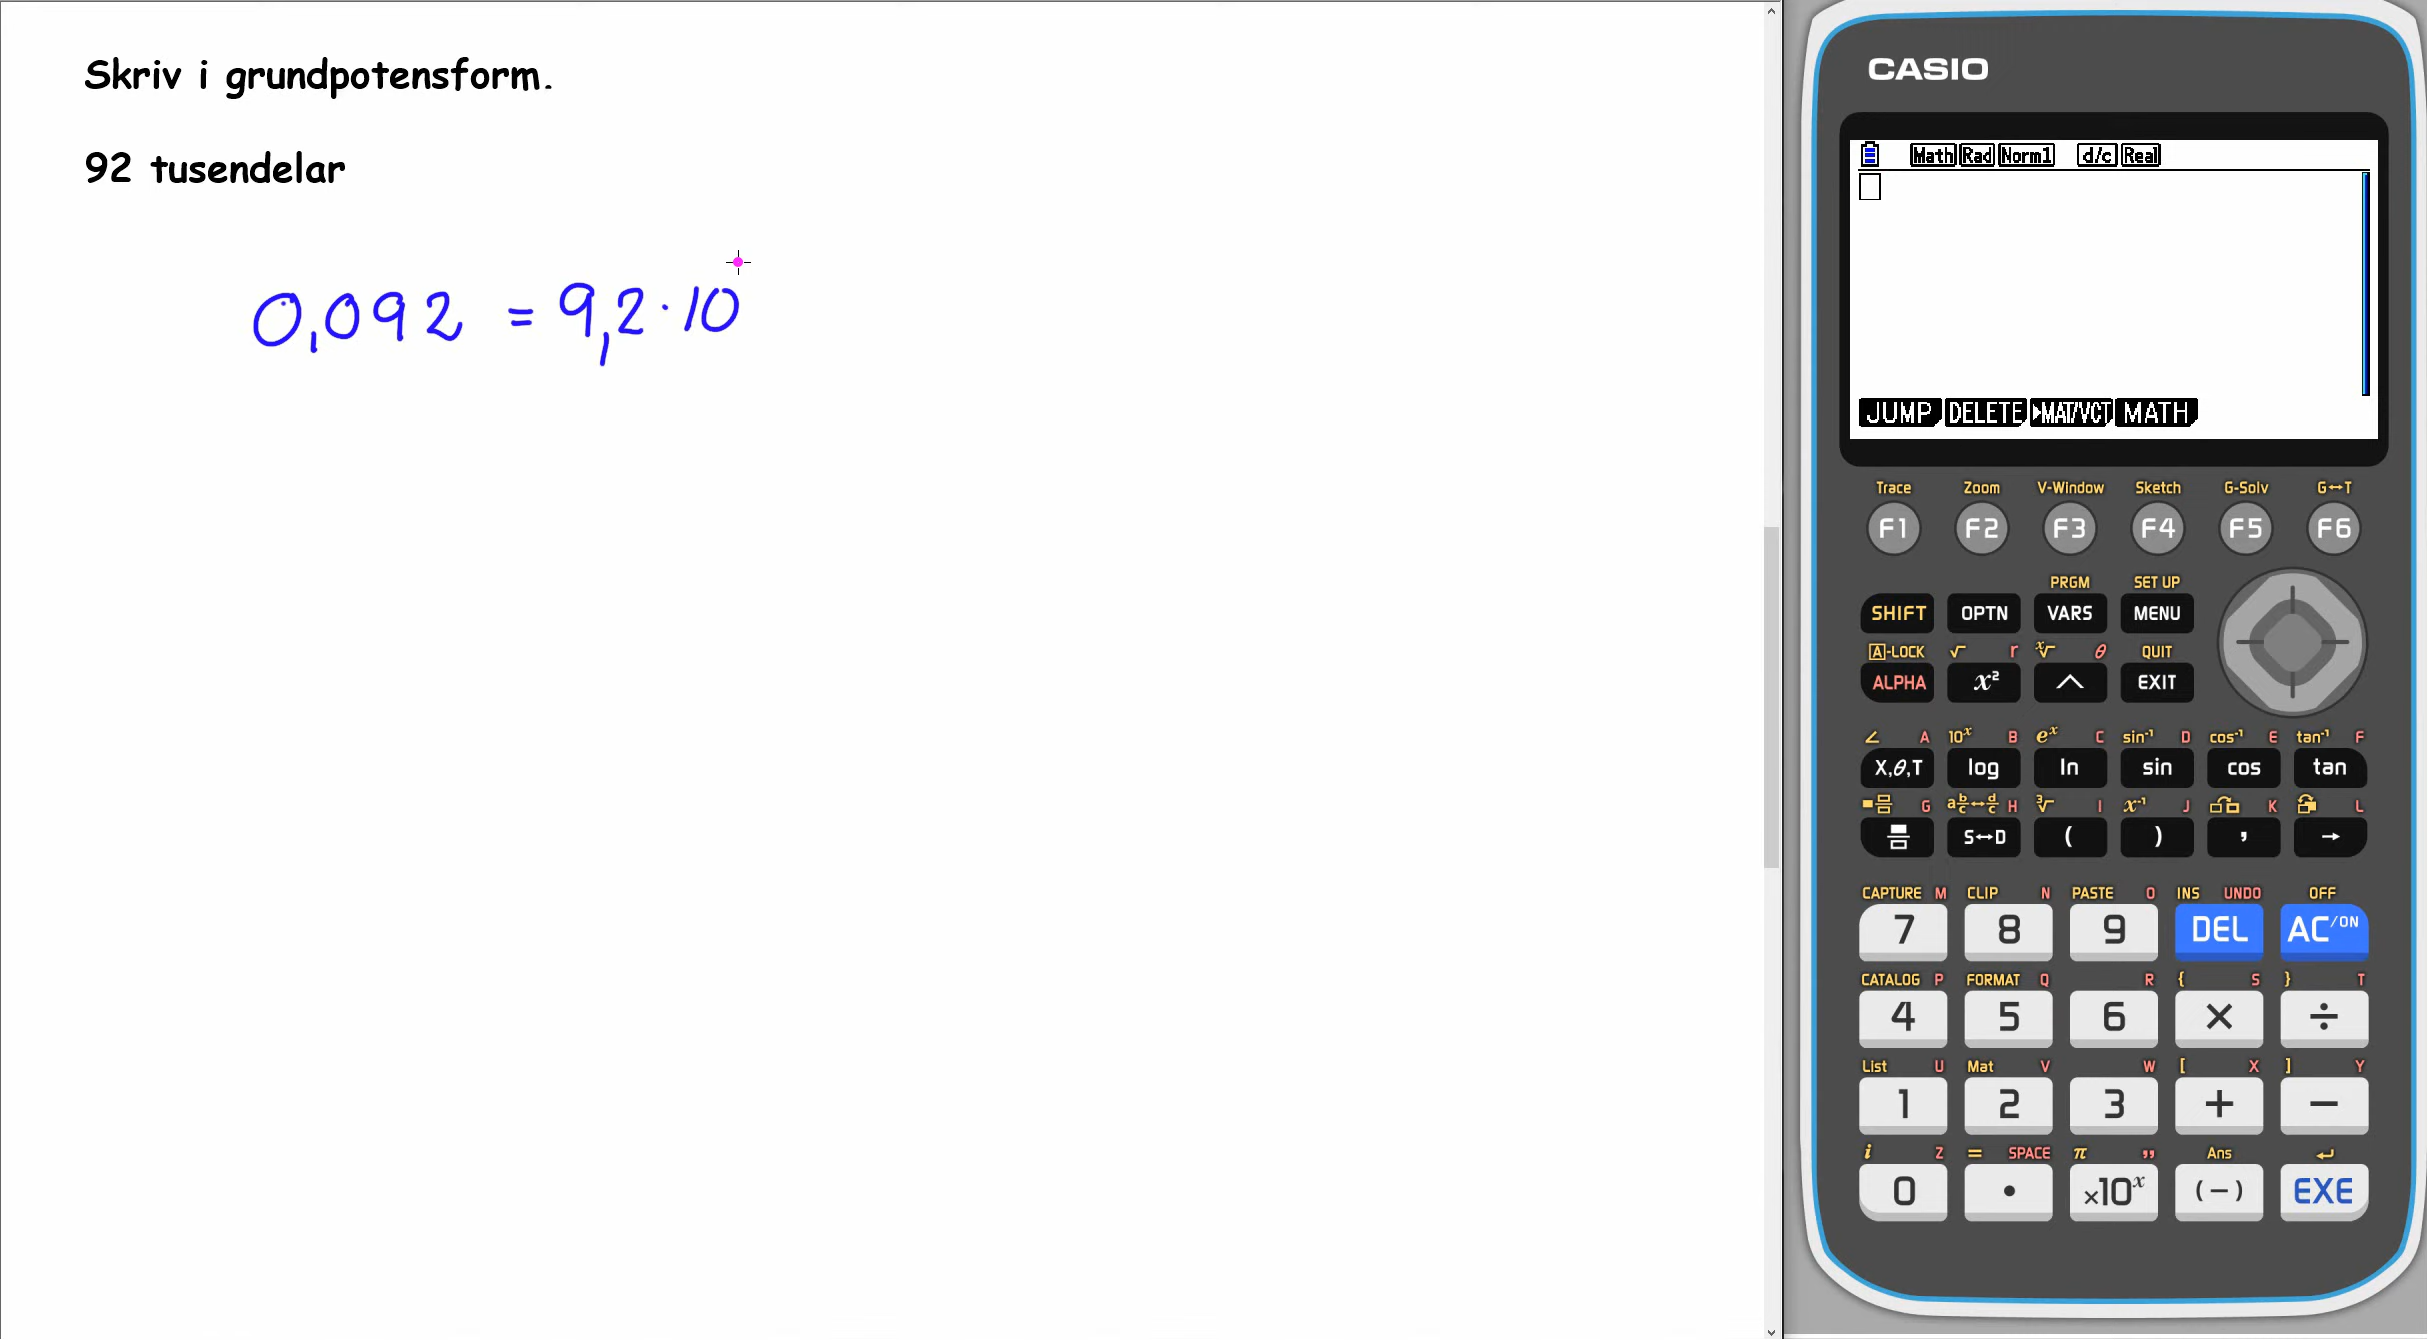 Skriv i grundpotensform.
92 tusendelar
0,092 = 9,2·10
CASIO
Math Rad Norm1 d/c Real
JUMP DELETE ►MAT/VCT MATH
Trace Zoom V-Window Sketch G-Solv G↔T
F1 F2 F3 F4 F5 F6
PRGM SET UP
SHIFT OPTN VARS MENU
A-LOCK √ r ˣ√ θ QUIT
ALPHA x² ^ EXIT
∠ A 10ˣ B eˣ C sin⁻¹ D cos⁻¹ E tan⁻¹ F
X,θ,T log ln sin cos tan
G a b/c↔d/c H ³√ I x⁻¹ J K L
S↔D ( ) , →
CAPTURE M CLIP N PASTE O INS UNDO OFF
7 8 9 DEL AC/ON
CATALOG P FORMAT Q R { S } T
4 5 6 × ÷
List U Mat V W [ X ] Y
1 2 3 + −
i Z = SPACE π " Ans ↵
0 • ×10ˣ (−) EXE